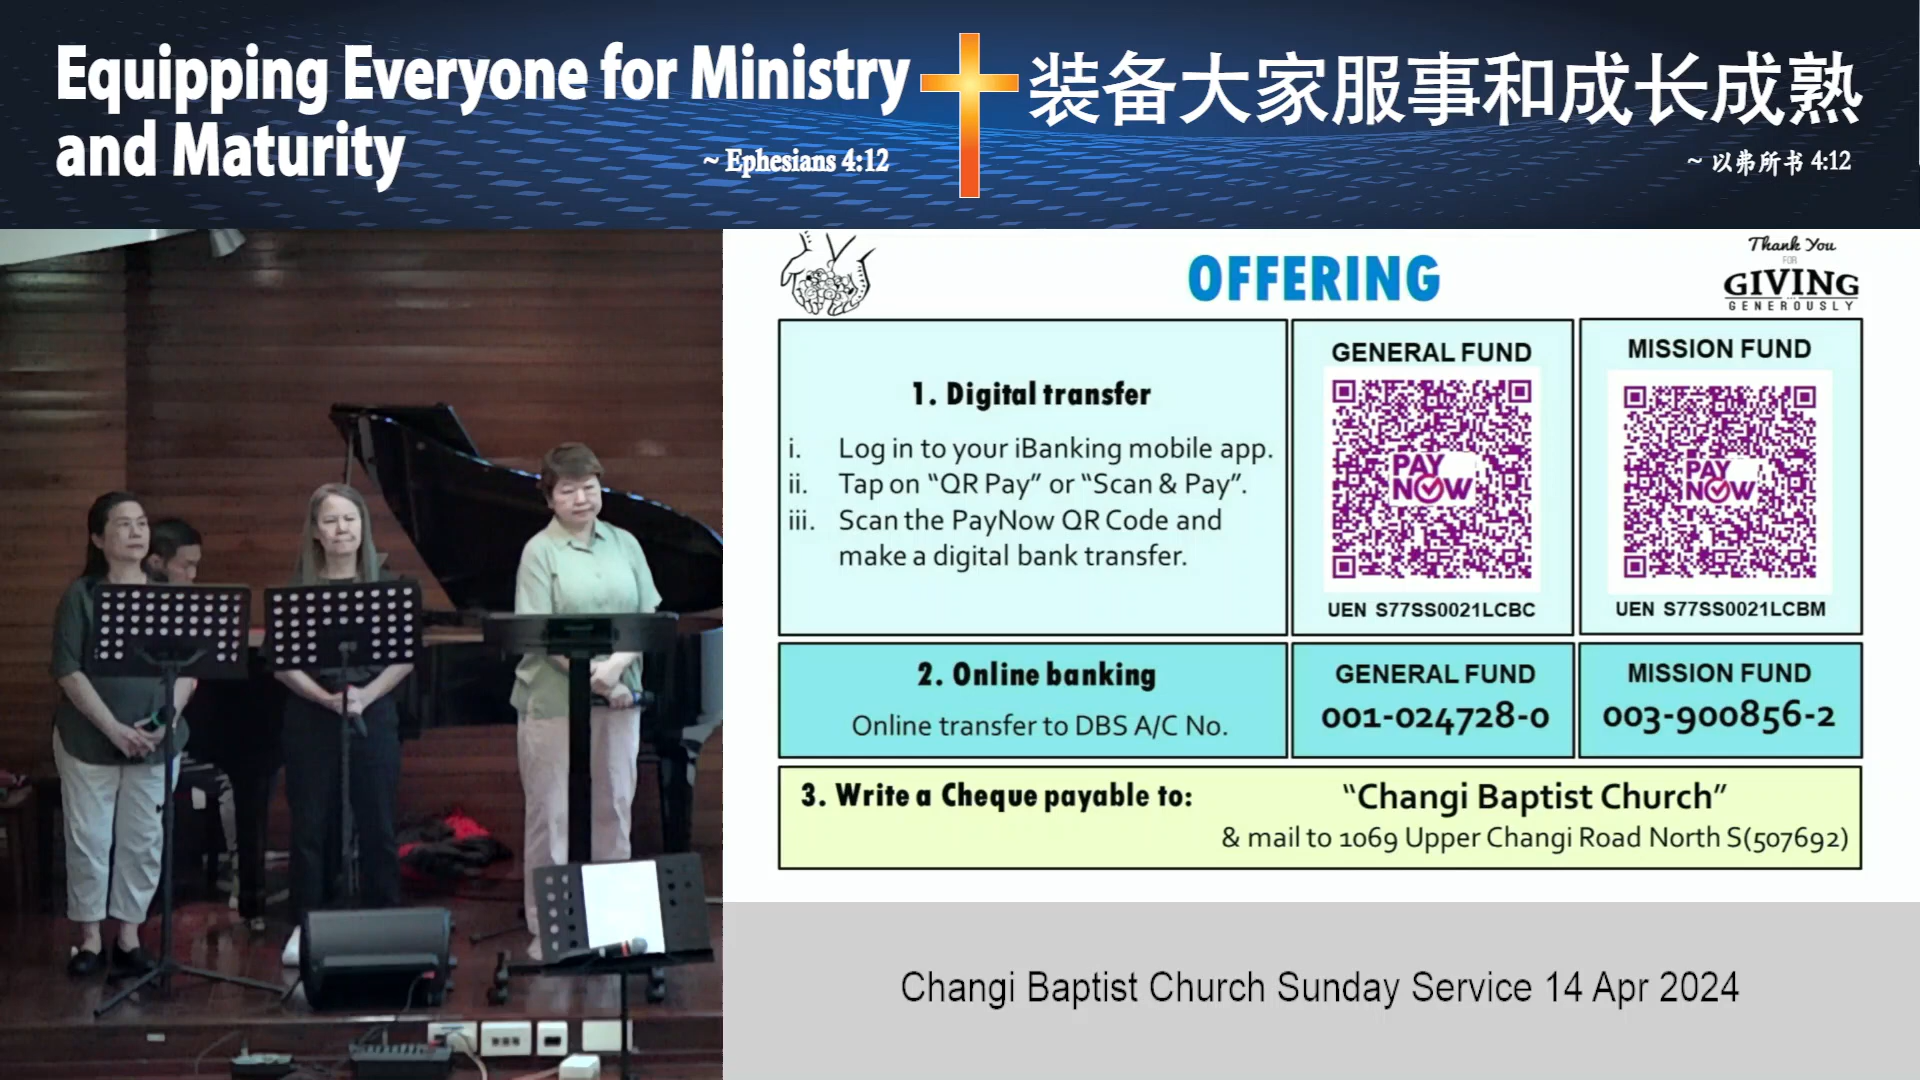 Equipping Everyone for Ministry
and Maturity
~ Ephesians 4:12
装备大家服事和成长成熟
~ 以弗所书 4:12
OFFERING
Thank You
FOR
GIVING
GENEROUSLY
1. Digital transfer
i. Log in to your iBanking mobile app.
ii. Tap on “QR Pay” or “Scan & Pay”.
iii. Scan the PayNow QR Code and
make a digital bank transfer.
GENERAL FUND
PAY
NOW
UEN S77SS0021LCBC
MISSION FUND
PAY
NOW
UEN S77SS0021LCBM
2. Online banking
Online transfer to DBS A/C No.
GENERAL FUND
001-024728-0
MISSION FUND
003-900856-2
3. Write a Cheque payable to:
“Changi Baptist Church”
& mail to 1069 Upper Changi Road North S(507692)
Changi Baptist Church Sunday Service 14 Apr 2024